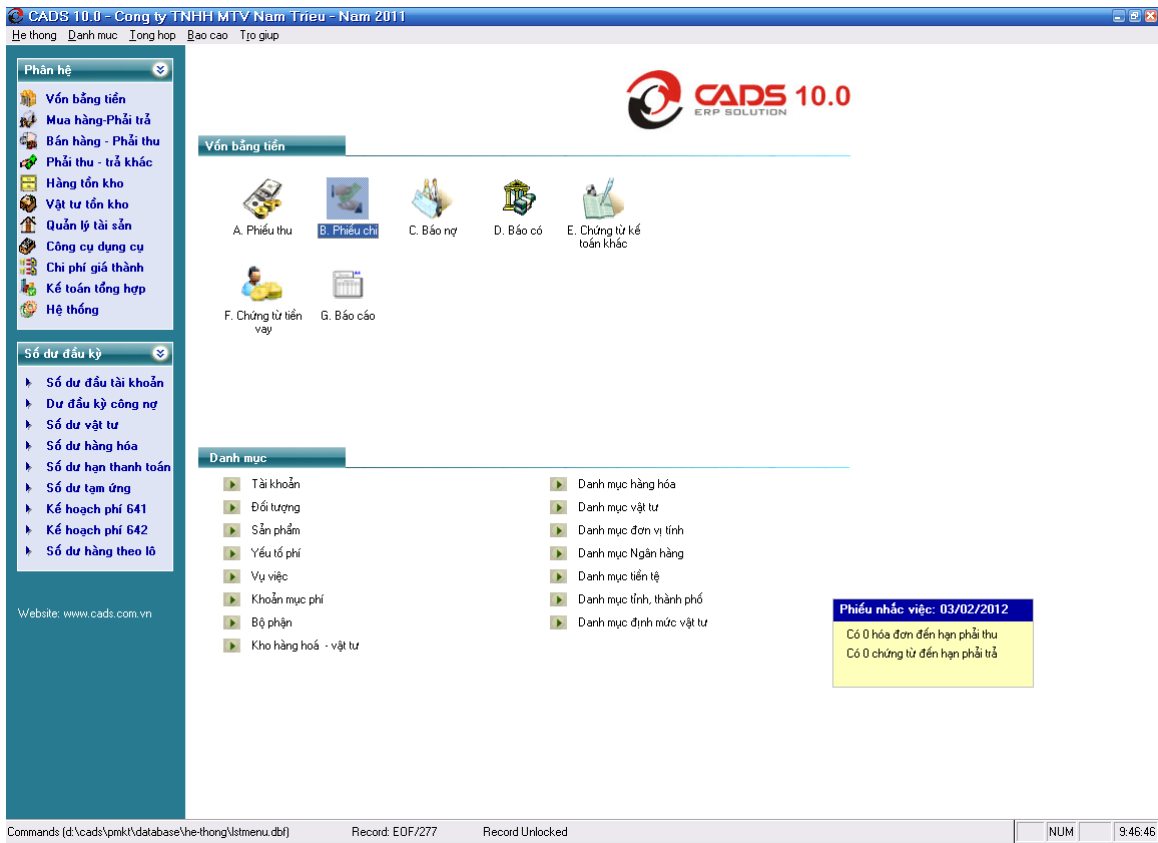 CADS 10.0 - Cong ty TNHH MTV Nam Trieu - Nam 2011
He thong Danh muc Tong hop Bao cao Tro giup
Phân hệ
Vốn bằng tiền
Mua hàng-Phải trả
Bán hàng - Phải thu
Phải thu - trả khác
Hàng tồn kho
Vật tư tồn kho
Quản lý tài sản
Công cụ dụng cụ
Chi phí giá thành
Kế toán tổng hợp
Hệ thống
Số dư đầu kỳ
Số dư đầu tài khoản
Dư đầu kỳ công nợ
Số dư vật tư
Số dư hàng hóa
Số dư hạn thanh toán
Số dư tạm ứng
Kế hoạch phí 641
Kế hoạch phí 642
Số dư hàng theo lô
Website: www.cads.com.vn
CADS 10.0
ERP SOLUTION
Vốn bằng tiền
A. Phiếu thu
B. Phiếu chi
C. Báo nợ
D. Báo có
E. Chứng từ kế
toán khác
F. Chứng từ tiền
vay
G. Báo cáo
Danh mục
Tài khoản
Đối tượng
Sản phẩm
Yếu tố phí
Vụ việc
Khoản mục phí
Bộ phận
Kho hàng hoá - vật tư
Danh mục hàng hóa
Danh mục vật tư
Danh mục đơn vị tính
Danh mục Ngân hàng
Danh mục tiền tệ
Danh mục tỉnh, thành phố
Danh mục định mức vật tư
Phiếu nhắc việc: 03/02/2012
Có 0 hóa đơn đến hạn phải thu
Có 0 chứng từ đến hạn phải trả
Commands (d:\cads\pmkt\database\he-thong\lstmenu.dbf) Record: EOF/277 Record Unlocked NUM 9:46:46